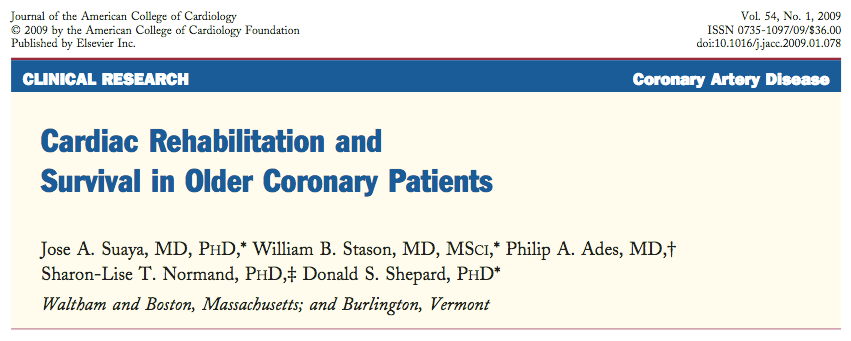 Journal of the American College of Cardiology
© 2009 by the American College of Cardiology Foundation
Published by Elsevier Inc.
Vol. 54, No. 1, 2009
ISSN 0735-1097/09/$36.00
doi:10.1016/j.jacc.2009.01.078
CLINICAL RESEARCH
Coronary Artery Disease
Cardiac Rehabilitation and
Survival in Older Coronary Patients
Jose A. Suaya, MD, PHD,* William B. Stason, MD, MSCI,* Philip A. Ades, MD,†
Sharon-Lise T. Normand, PHD,‡ Donald S. Shepard, PHD*
Waltham and Boston, Massachusetts; and Burlington, Vermont